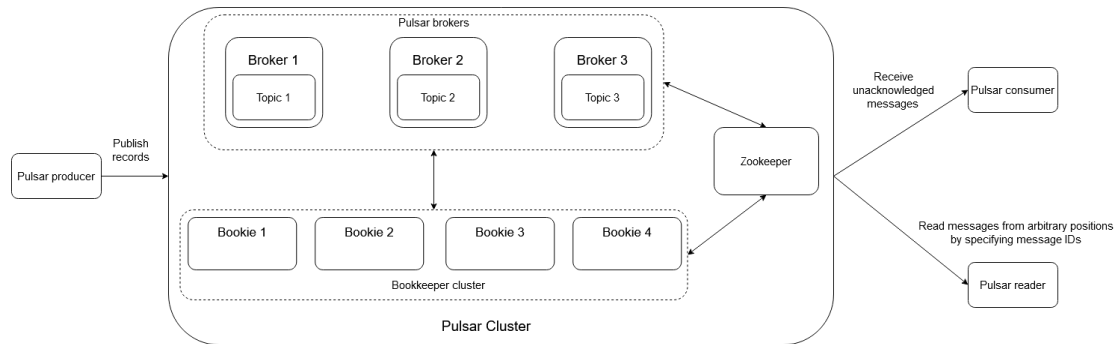 Pulsar brokers
Broker 1
Topic 1
Broker 2
Topic 2
Broker 3
Topic 3
Publish
records
Pulsar producer
Zookeeper
Bookie 1
Bookie 2
Bookie 3
Bookie 4
Bookkeeper cluster
Pulsar Cluster
Receive
unacknowledged
messages
Pulsar consumer
Read messages from arbitrary positions
by specifying message IDs
Pulsar reader